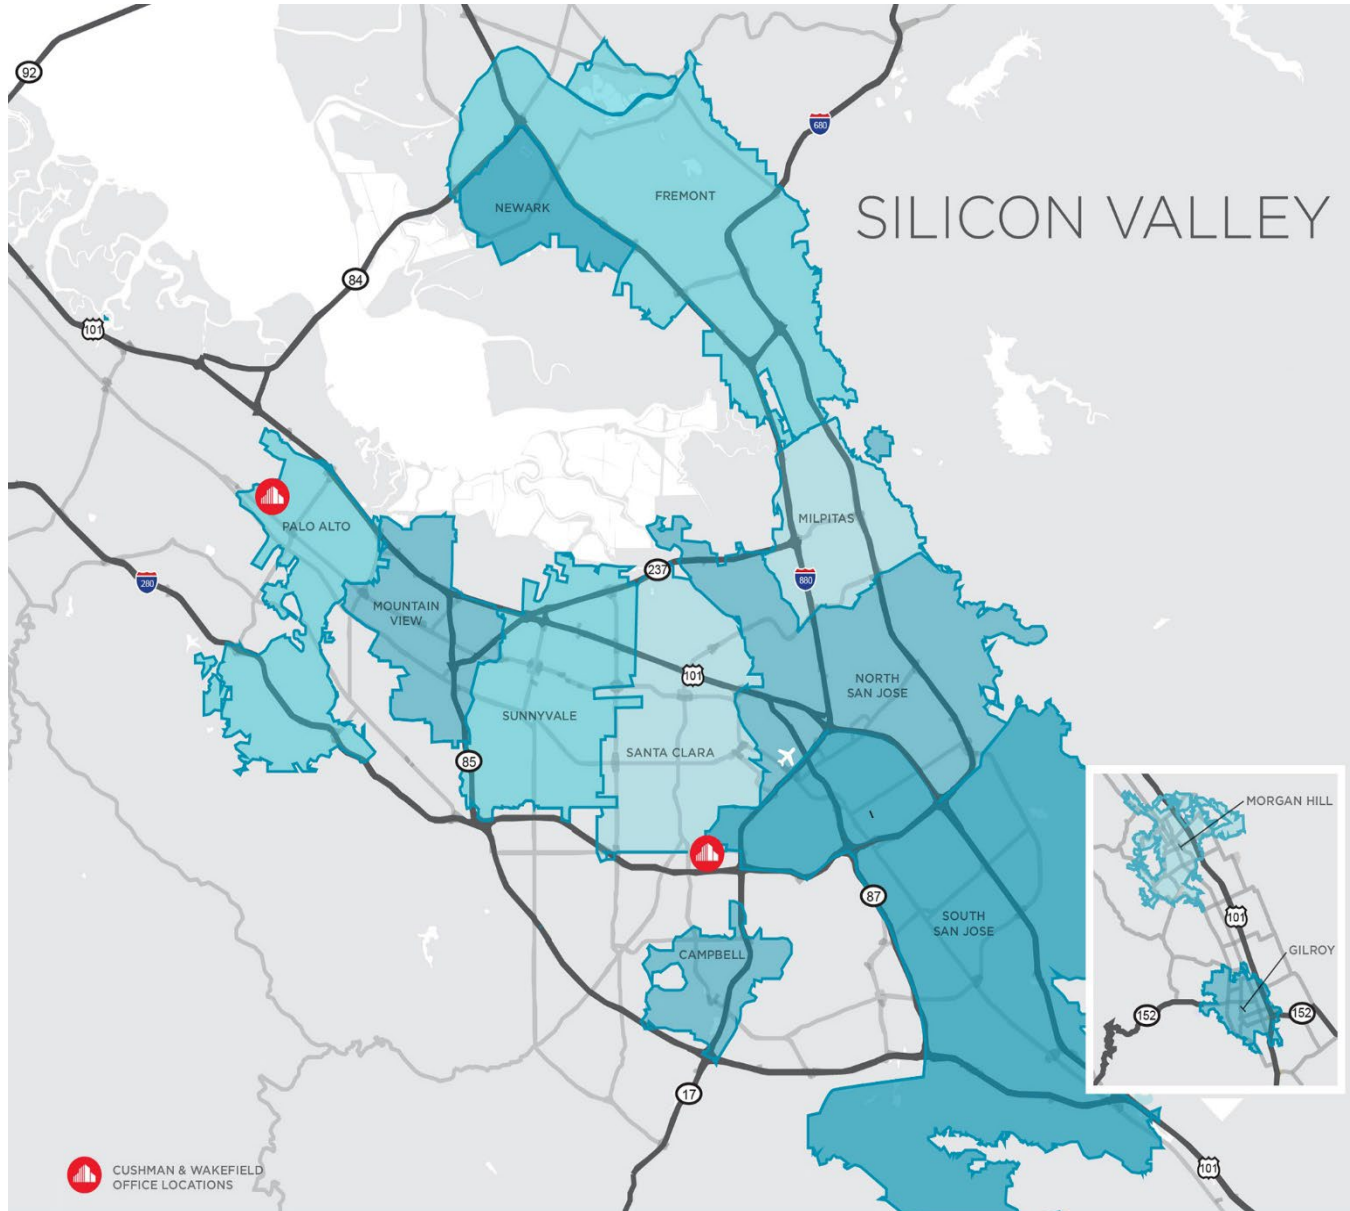 92
680
SILICON VALLEY
FREMONT
NEWARK
84
101
PALO ALTO
MILPITAS
280
237
880
MOUNTAIN
VIEW
101
NORTH
SAN JOSE
SUNNYVALE
SANTA CLARA
85
MORGAN HILL
87
101
SOUTH
SAN JOSE
GILROY
CAMPBELL
152
152
17
CUSHMAN & WAKEFIELD
OFFICE LOCATIONS
101